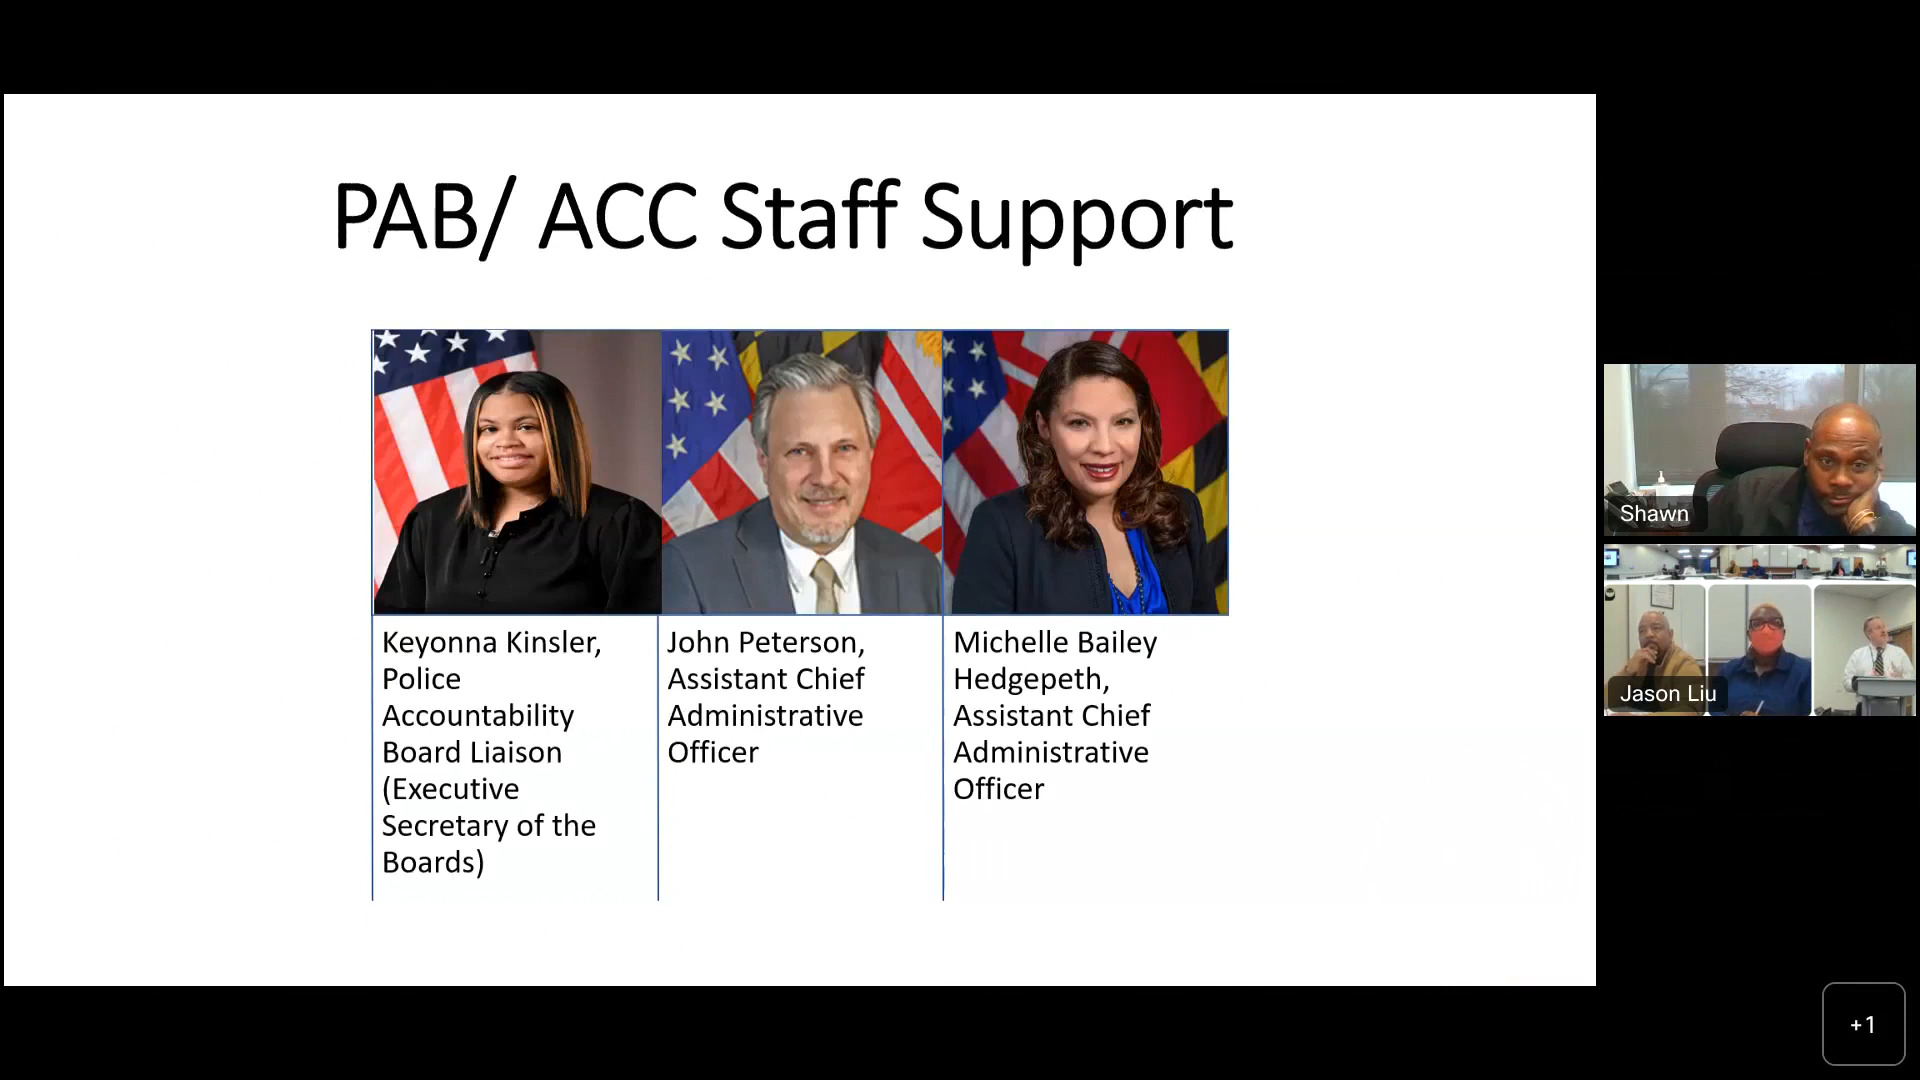 PAB/ ACC Staff Support
Keyonna Kinsler,
Police
Accountability
Board Liaison
(Executive
Secretary of the
Boards)
John Peterson,
Assistant Chief
Administrative
Officer
Michelle Bailey
Hedgepeth,
Assistant Chief
Administrative
Officer
Shawn
Jason Liu
+1